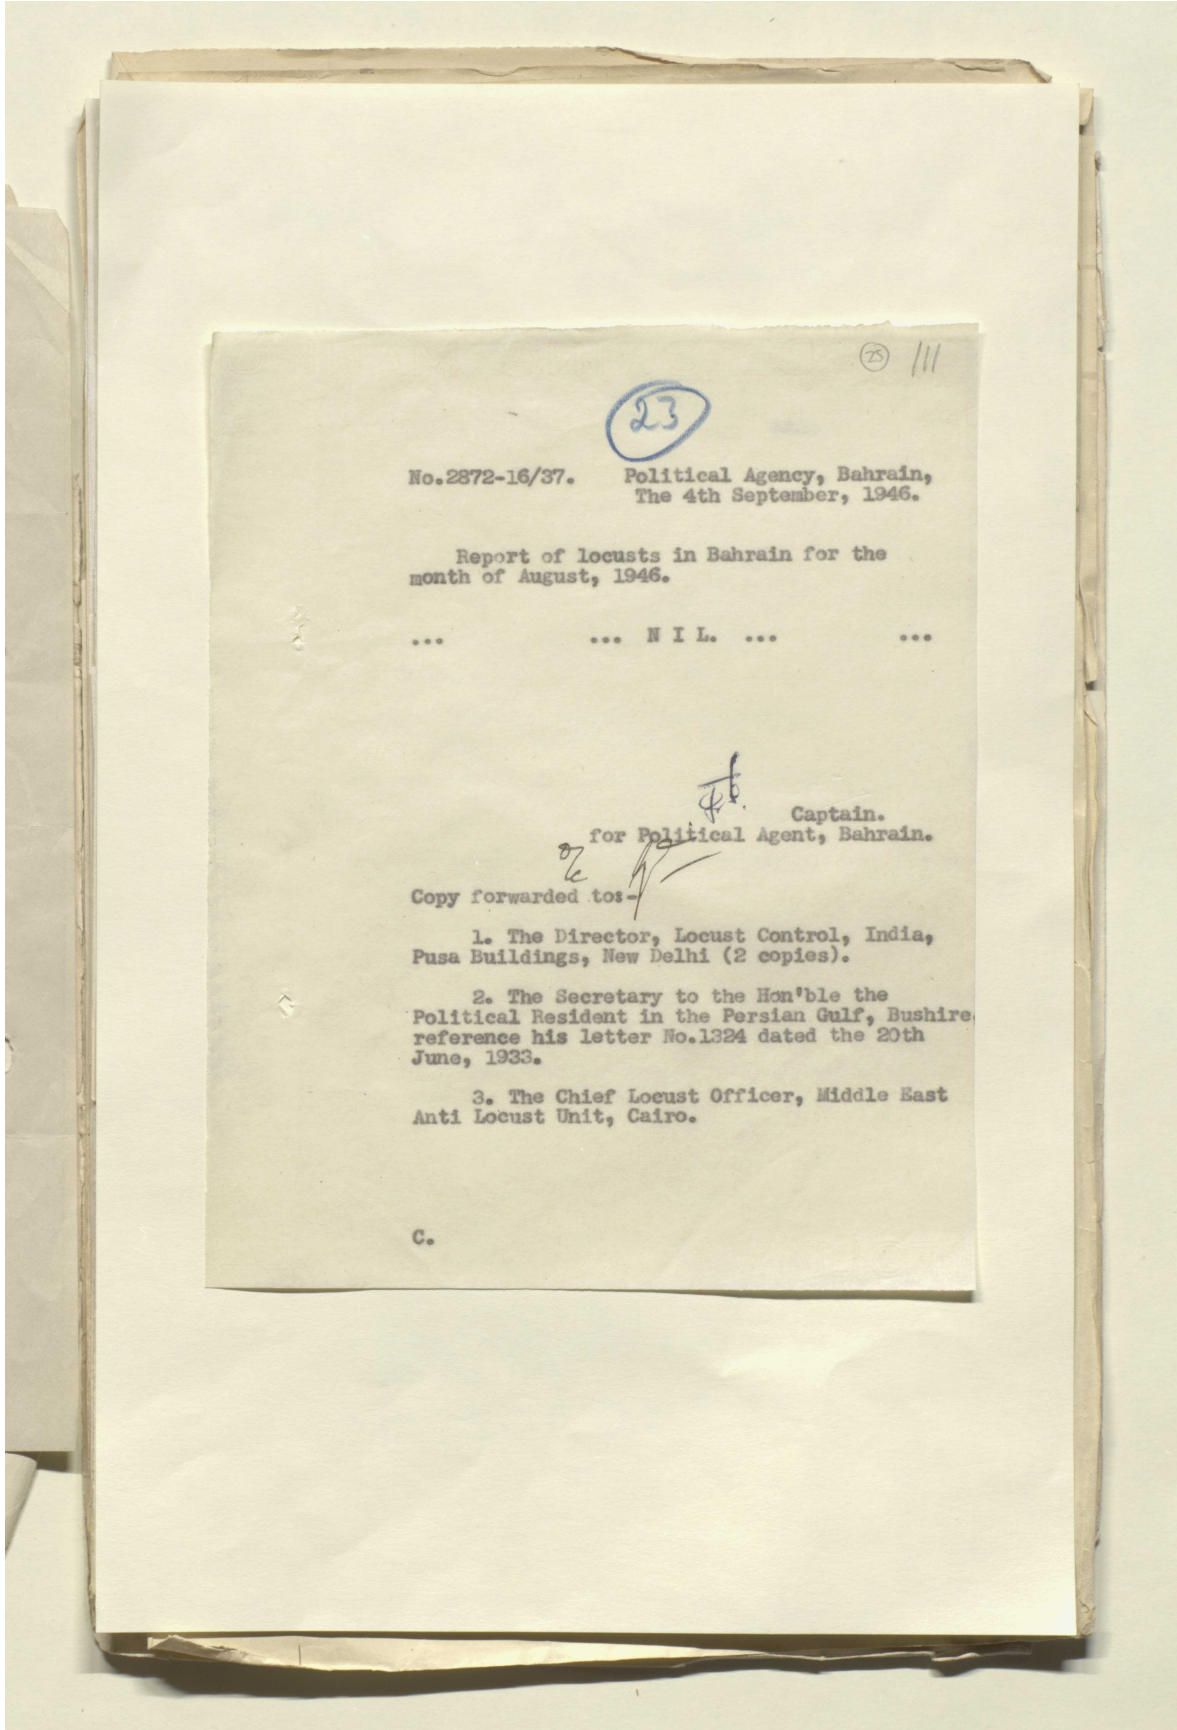 25 111
23
No.2872-16/37. Political Agency, Bahrain,
The 4th September, 1946.
Report of locusts in Bahrain for the
month of August, 1946.
... ... N I L. ... ...
Captain.
for Political Agent, Bahrain.
Copy forwarded to:-
1. The Director, Locust Control, India,
Pusa Buildings, New Delhi (2 copies).
2. The Secretary to the Hon'ble the
Political Resident in the Persian Gulf, Bushire
reference his letter No.1324 dated the 20th
June, 1933.
3. The Chief Locust Officer, Middle East
Anti Locust Unit, Cairo.
C.